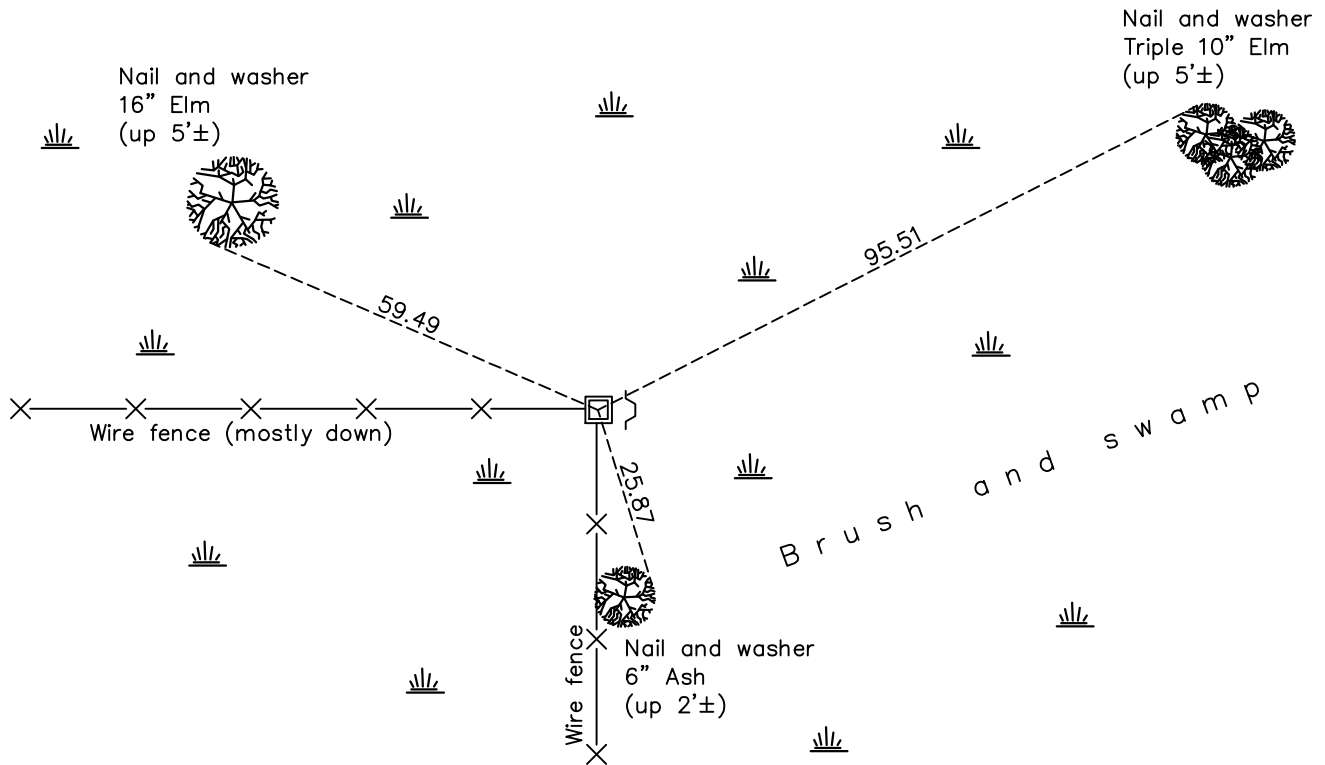 Nail and washer
Triple 10" Elm
(up 5'±)
Nail and washer
16" Elm
(up 5'±)
95.51
59.49
Wire fence (mostly down)
25.87
Brush and swamp
Wire fence
Nail and washer
6" Ash
(up 2'±)